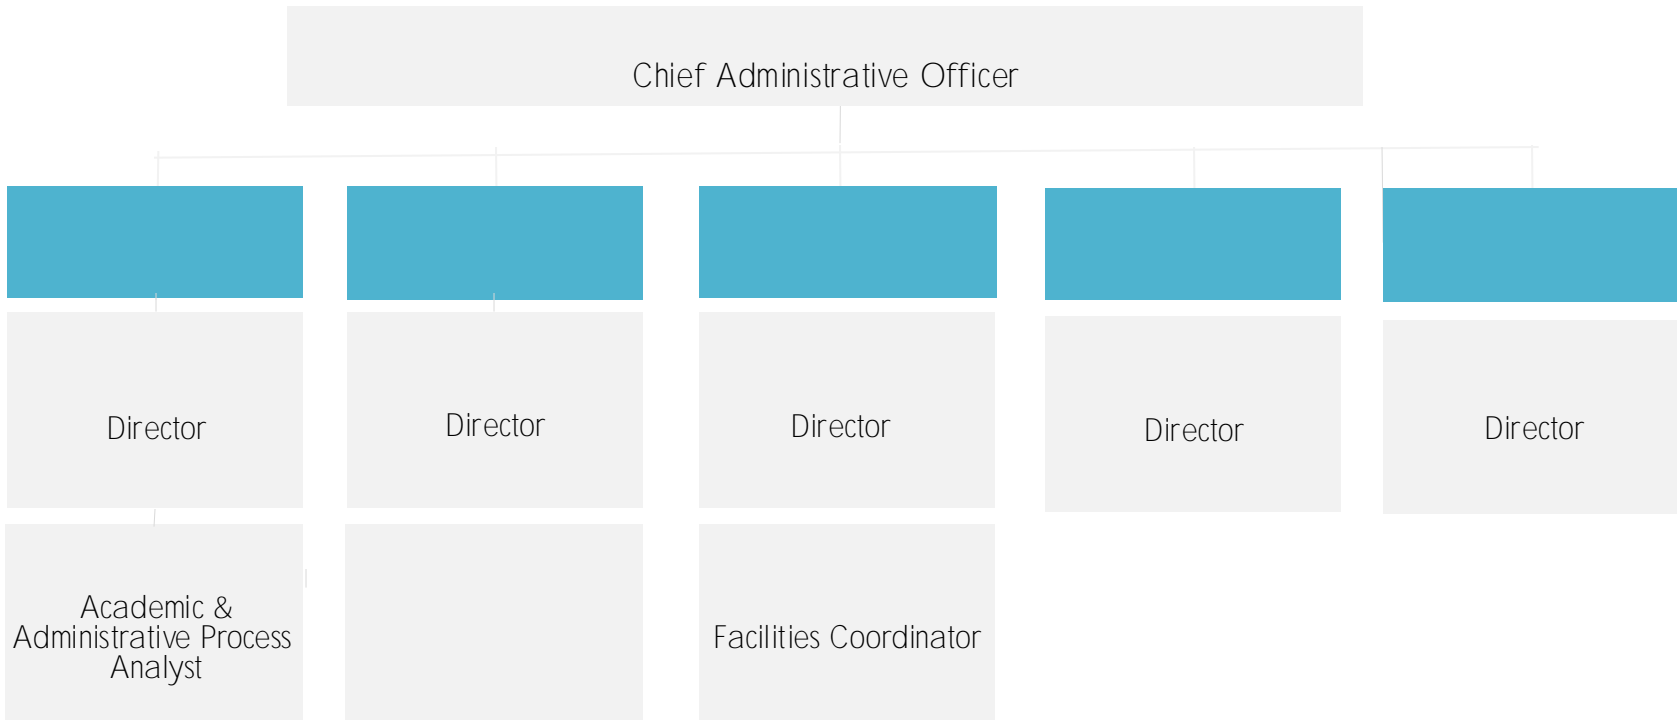 Chief Administrative Officer
Director
Director
Director
Director
Director
Academic &
Administrative Process
Analyst
Facilities Coordinator